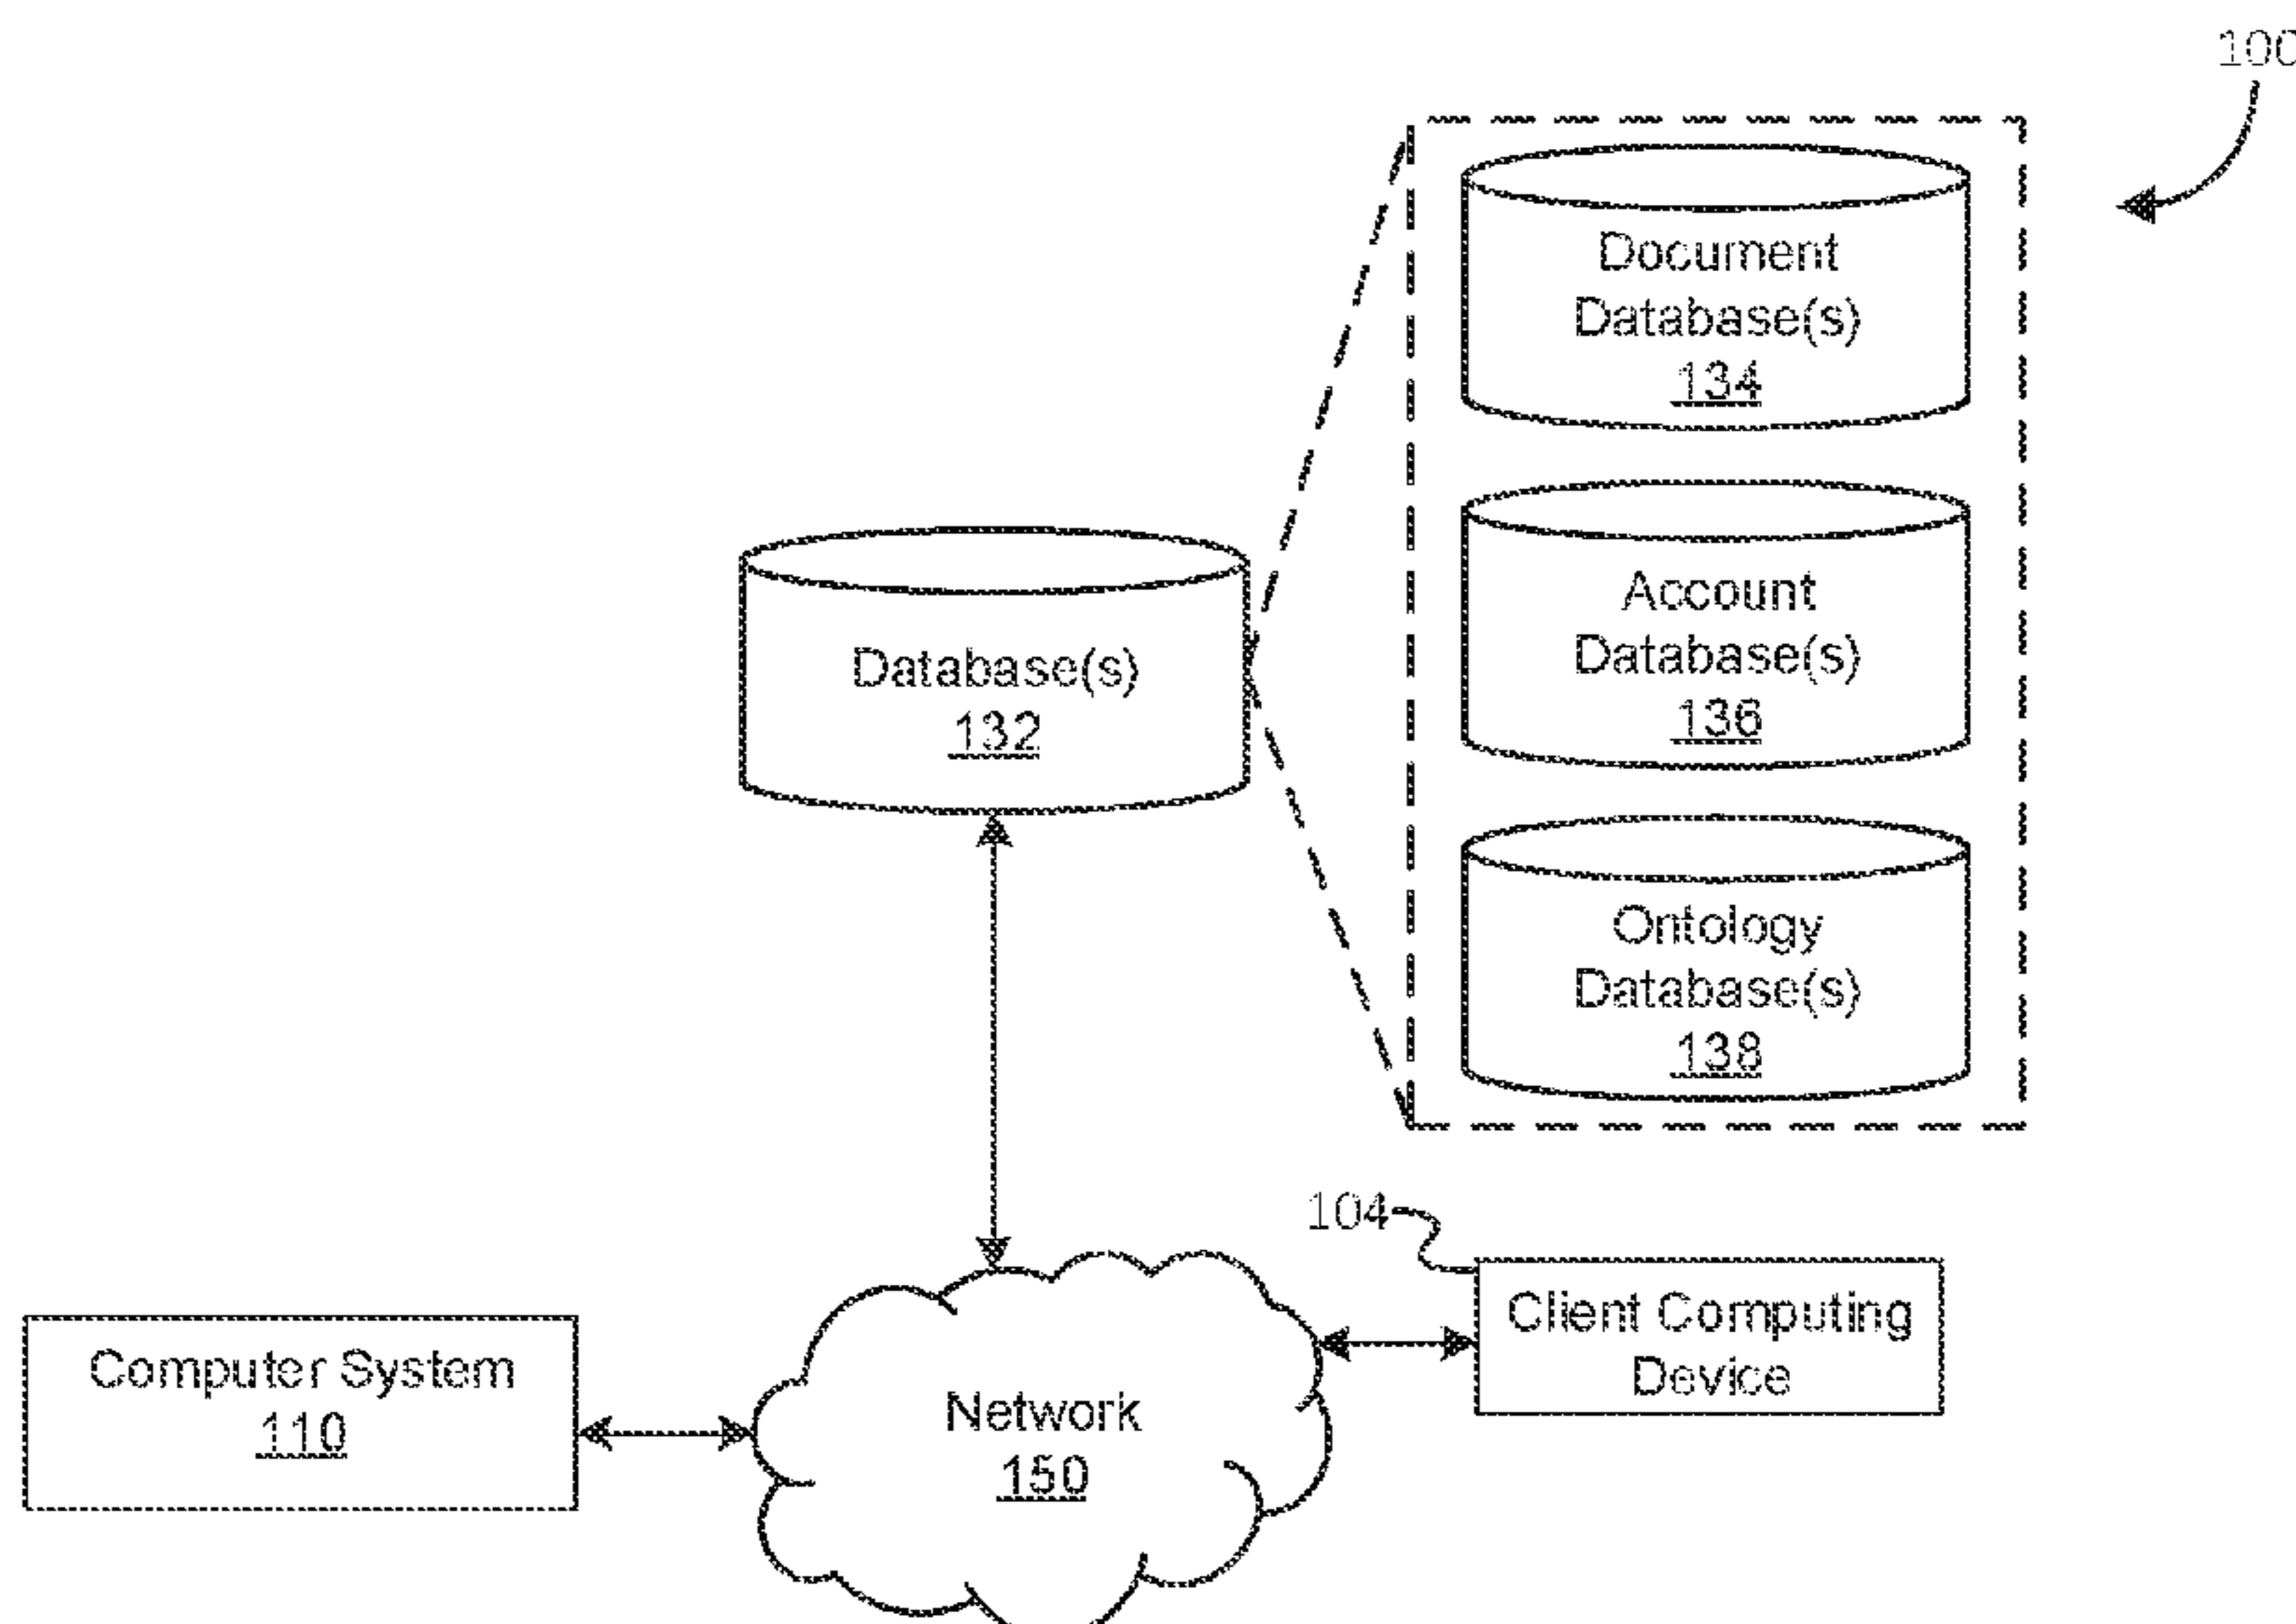 100
Document
Database(s)
134
Account
Database(s)
136
Database(s)
132
Ontology
Database(s)
138
104
Client Computing
Device
Computer System
110
Network
150